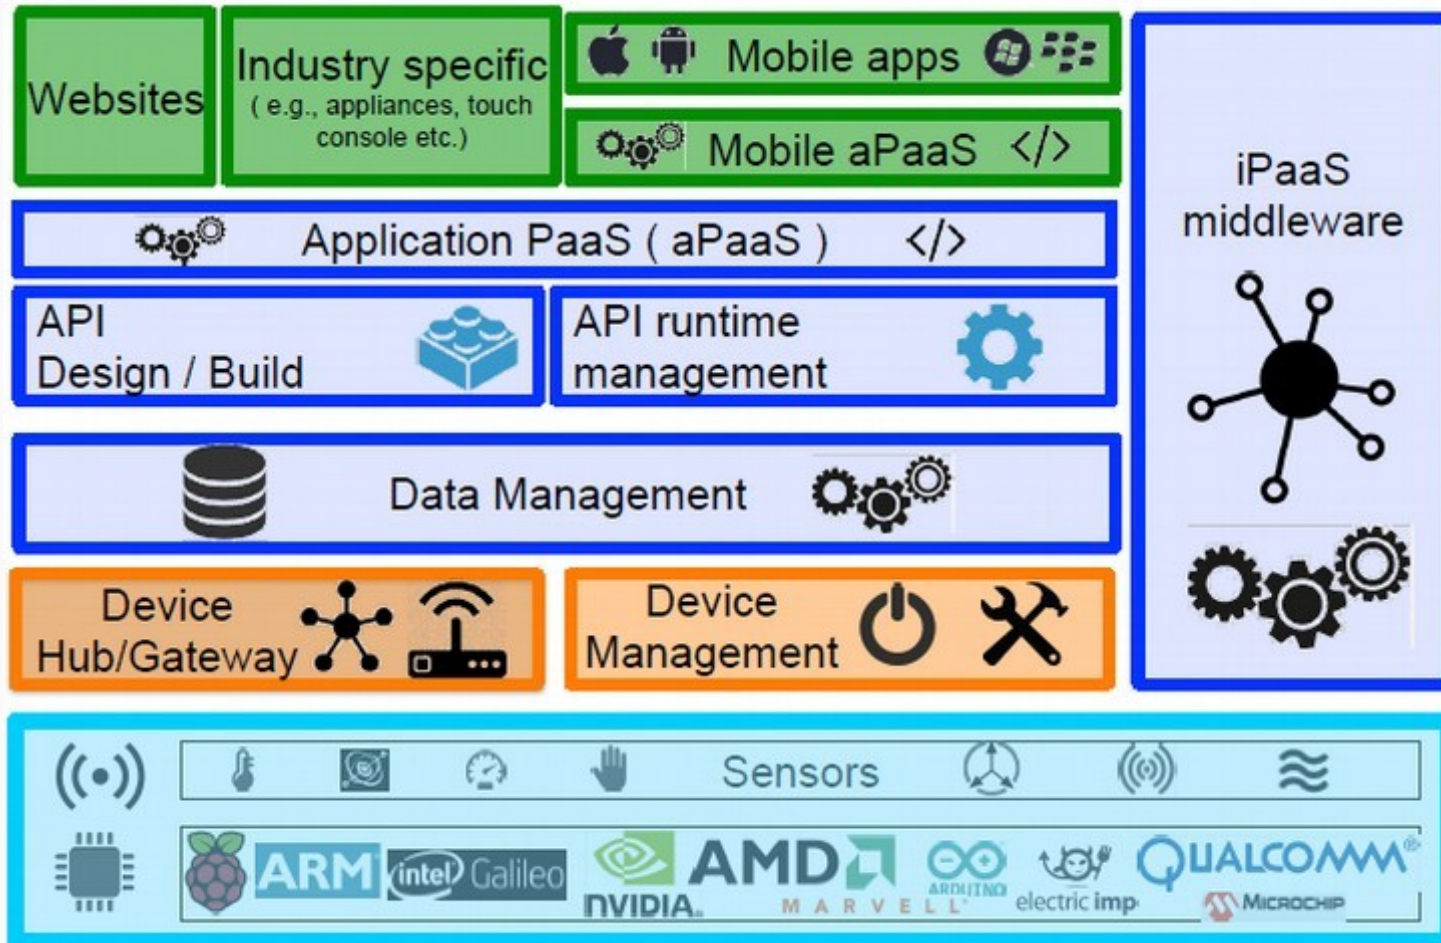 Websites
Industry specific
( e.g., appliances, touch
console etc.)
Mobile apps
Mobile aPaaS </>
iPaaS
middleware
Application PaaS ( aPaaS ) </>
API
Design / Build
API runtime
management
Data Management
Device
Hub/Gateway
Device
Management
Sensors
ARM
intel Galileo
NVIDIA.
AMD
MARVELL
ARDUINO
electric imp
QUALCOMM®
MICROCHIP